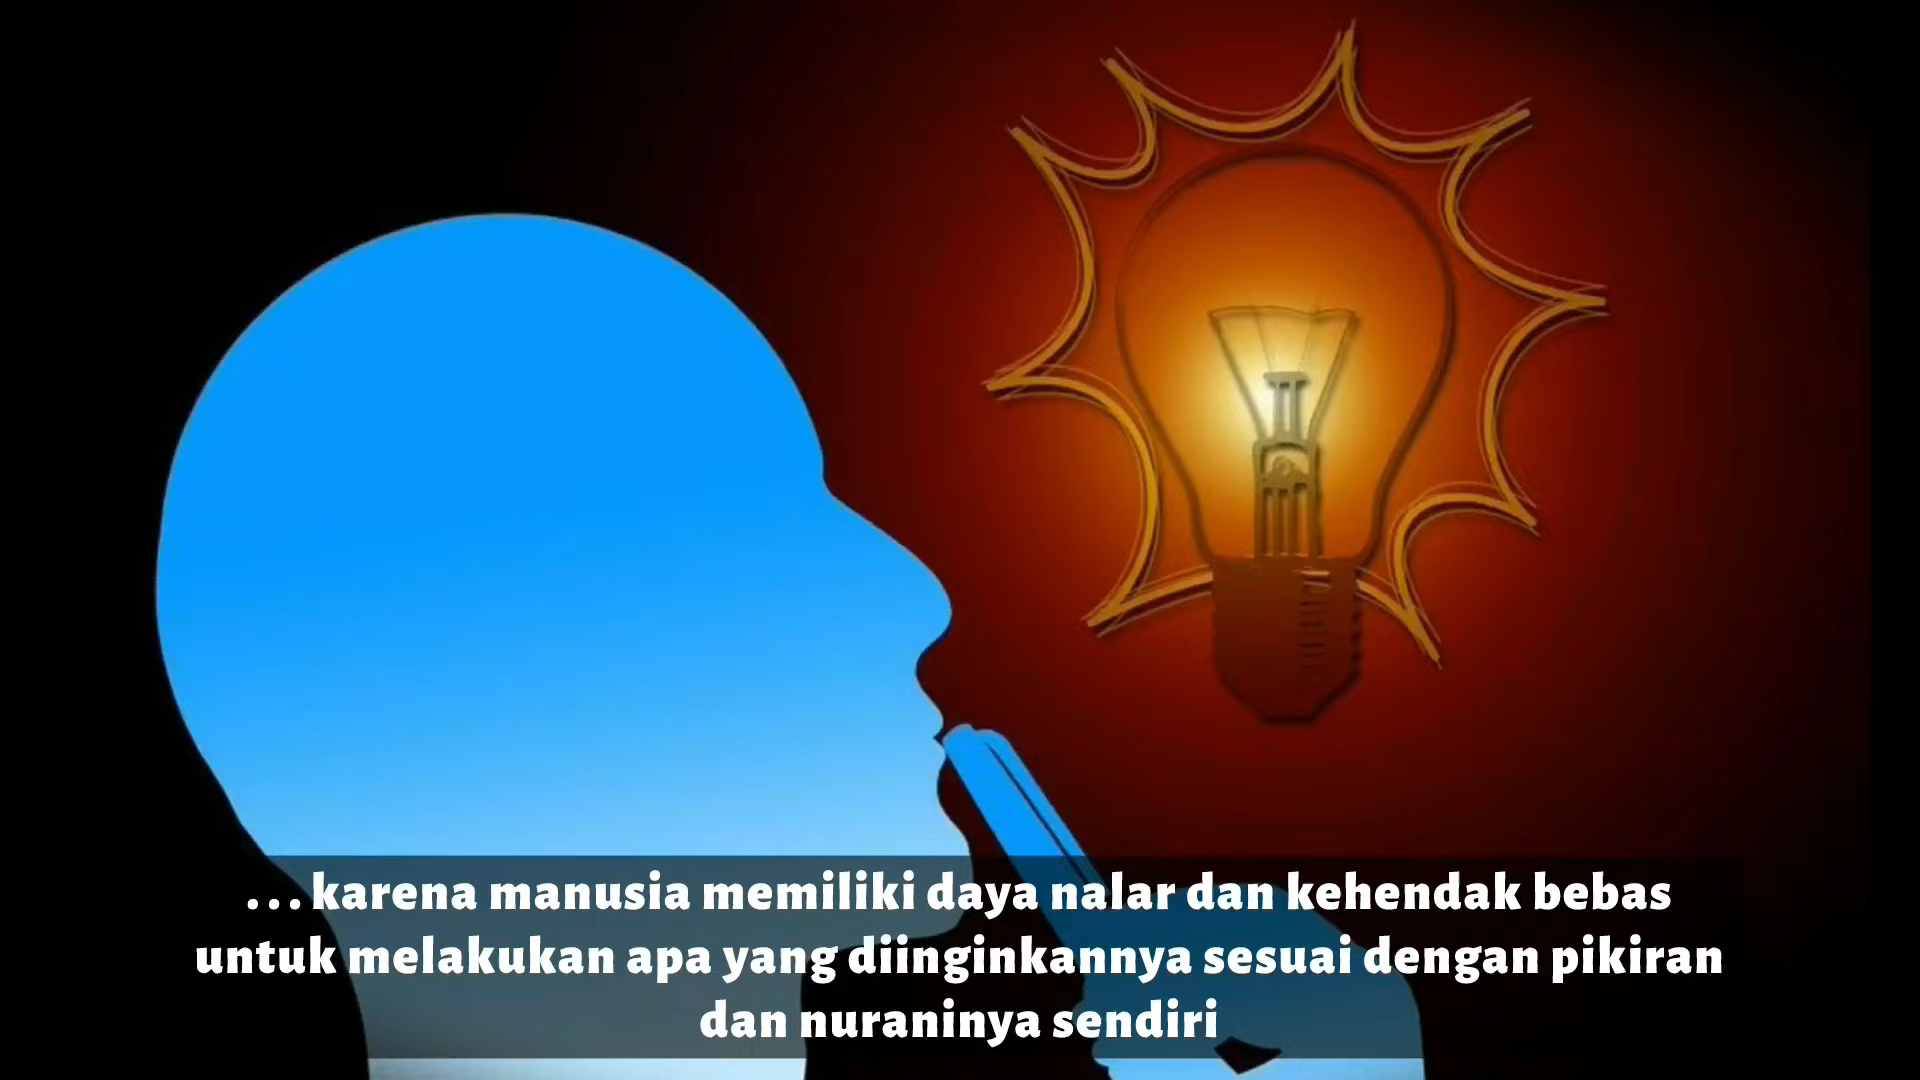 ... karena manusia memiliki daya nalar dan kehendak bebas
untuk melakukan apa yang diinginkannya sesuai dengan pikiran
dan nuraninya sendiri